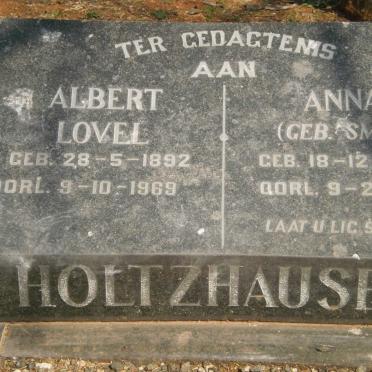 TER GEDAGTENIS
AAN
ALBERT
LOVEL
GEB. 28-5-1892
OORL. 9-10-1969
ANNA
(GEB. SM
GEB. 18-12
OORL. 9-2
LAAT U LIG S
HOLTZHAUSE